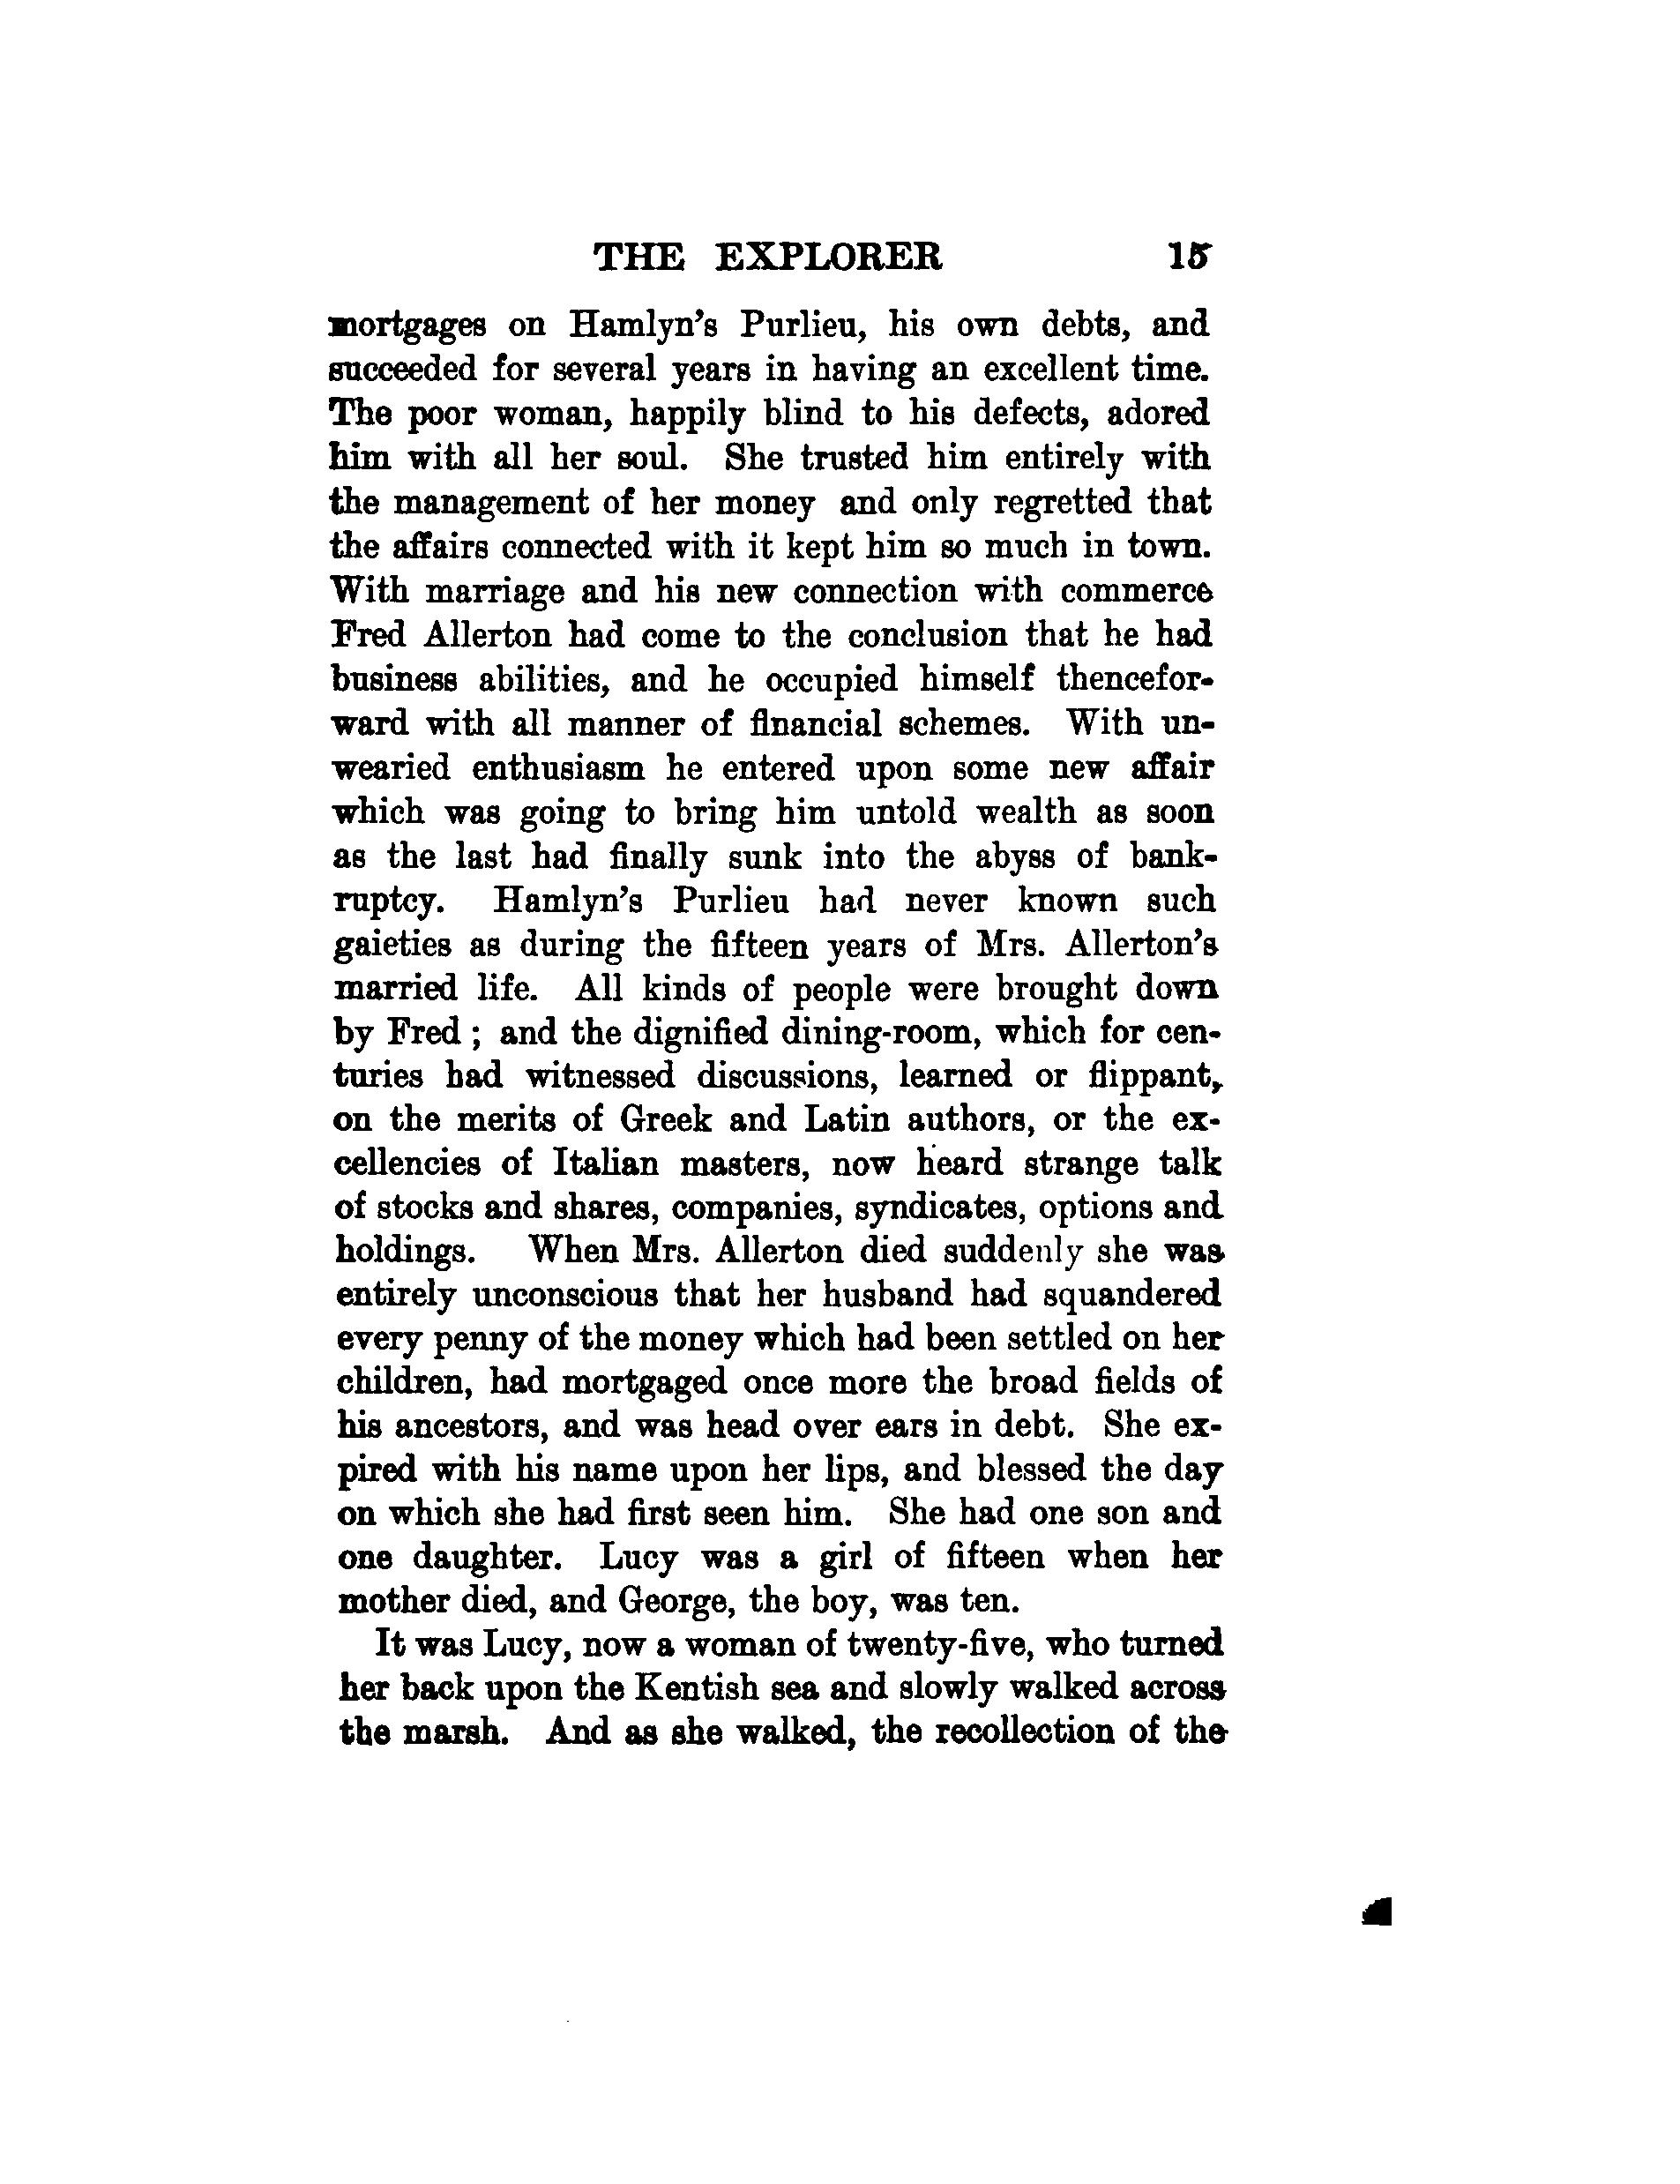 THE EXPLORER 15
mortgages on Hamlyn's Purlieu, his own debts, and
succeeded for several years in having an excellent time.
The poor woman, happily blind to his defects, adored
him with all her soul. She trusted him entirely with
the management of her money and only regretted that
the affairs connected with it kept him so much in town.
With marriage and his new connection with commerce
Fred Allerton had come to the conclusion that he had
business abilities, and he occupied himself thencefor-
ward with all manner of financial schemes. With un-
wearied enthusiasm he entered upon some new affair
which was going to bring him untold wealth as soon
as the last had finally sunk into the abyss of bank-
ruptcy. Hamlyn's Purlieu had never known such
gaieties as during the fifteen years of Mrs. Allerton's
married life. All kinds of people were brought down
by Fred ; and the dignified dining-room, which for cen-
turies had witnessed discussions, learned or flippant,
on the merits of Greek and Latin authors, or the ex-
cellencies of Italian masters, now heard strange talk
of stocks and shares, companies, syndicates, options and
holdings. When Mrs. Allerton died suddenly she was
entirely unconscious that her husband had squandered
every penny of the money which had been settled on her
children, had mortgaged once more the broad fields of
his ancestors, and was head over ears in debt. She ex-
pired with his name upon her lips, and blessed the day
on which she had first seen him. She had one son and
one daughter. Lucy was a girl of fifteen when her
mother died, and George, the boy, was ten.
It was Lucy, now a woman of twenty-five, who turned
her back upon the Kentish sea and slowly walked across
the marsh. And as she walked, the recollection of the